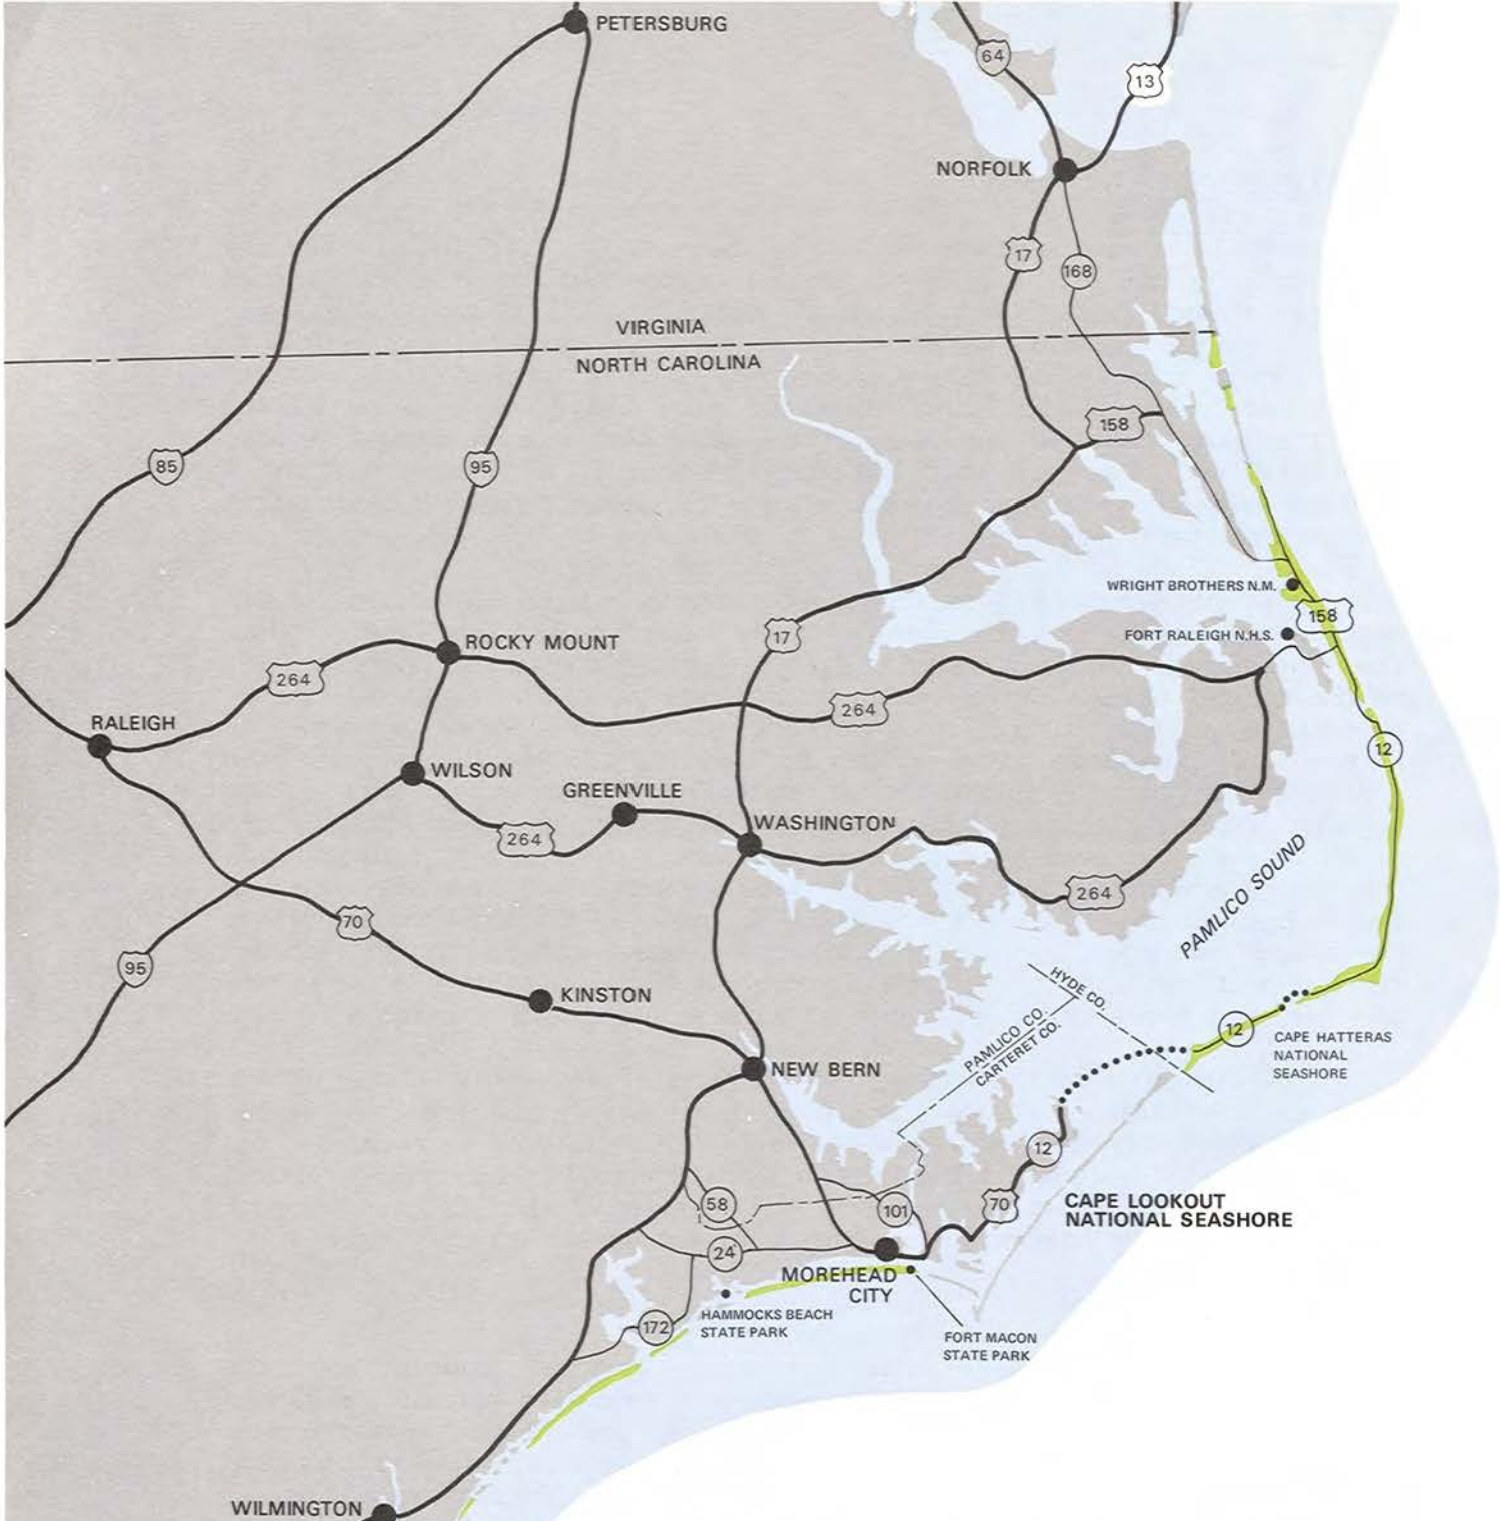 PETERSBURG
64
13
NORFOLK
17
168
VIRGINIA
NORTH CAROLINA
158
85
95
WRIGHT BROTHERS N.M.
158
17
FORT RALEIGH N.H.S.
ROCKY MOUNT
264
264
RALEIGH
12
WILSON
GREENVILLE
WASHINGTON
264
264
PAMLICO SOUND
70
95
KINSTON
HYDE CO.
PAMLICO CO.
CARTERET CO.
12
CAPE HATTERAS
NATIONAL
SEASHORE
NEW BERN
12
58
101
70
CAPE LOOKOUT
NATIONAL SEASHORE
24
MOREHEAD
CITY
HAMMOCKS BEACH
STATE PARK
172
FORT MACON
STATE PARK
WILMINGTON